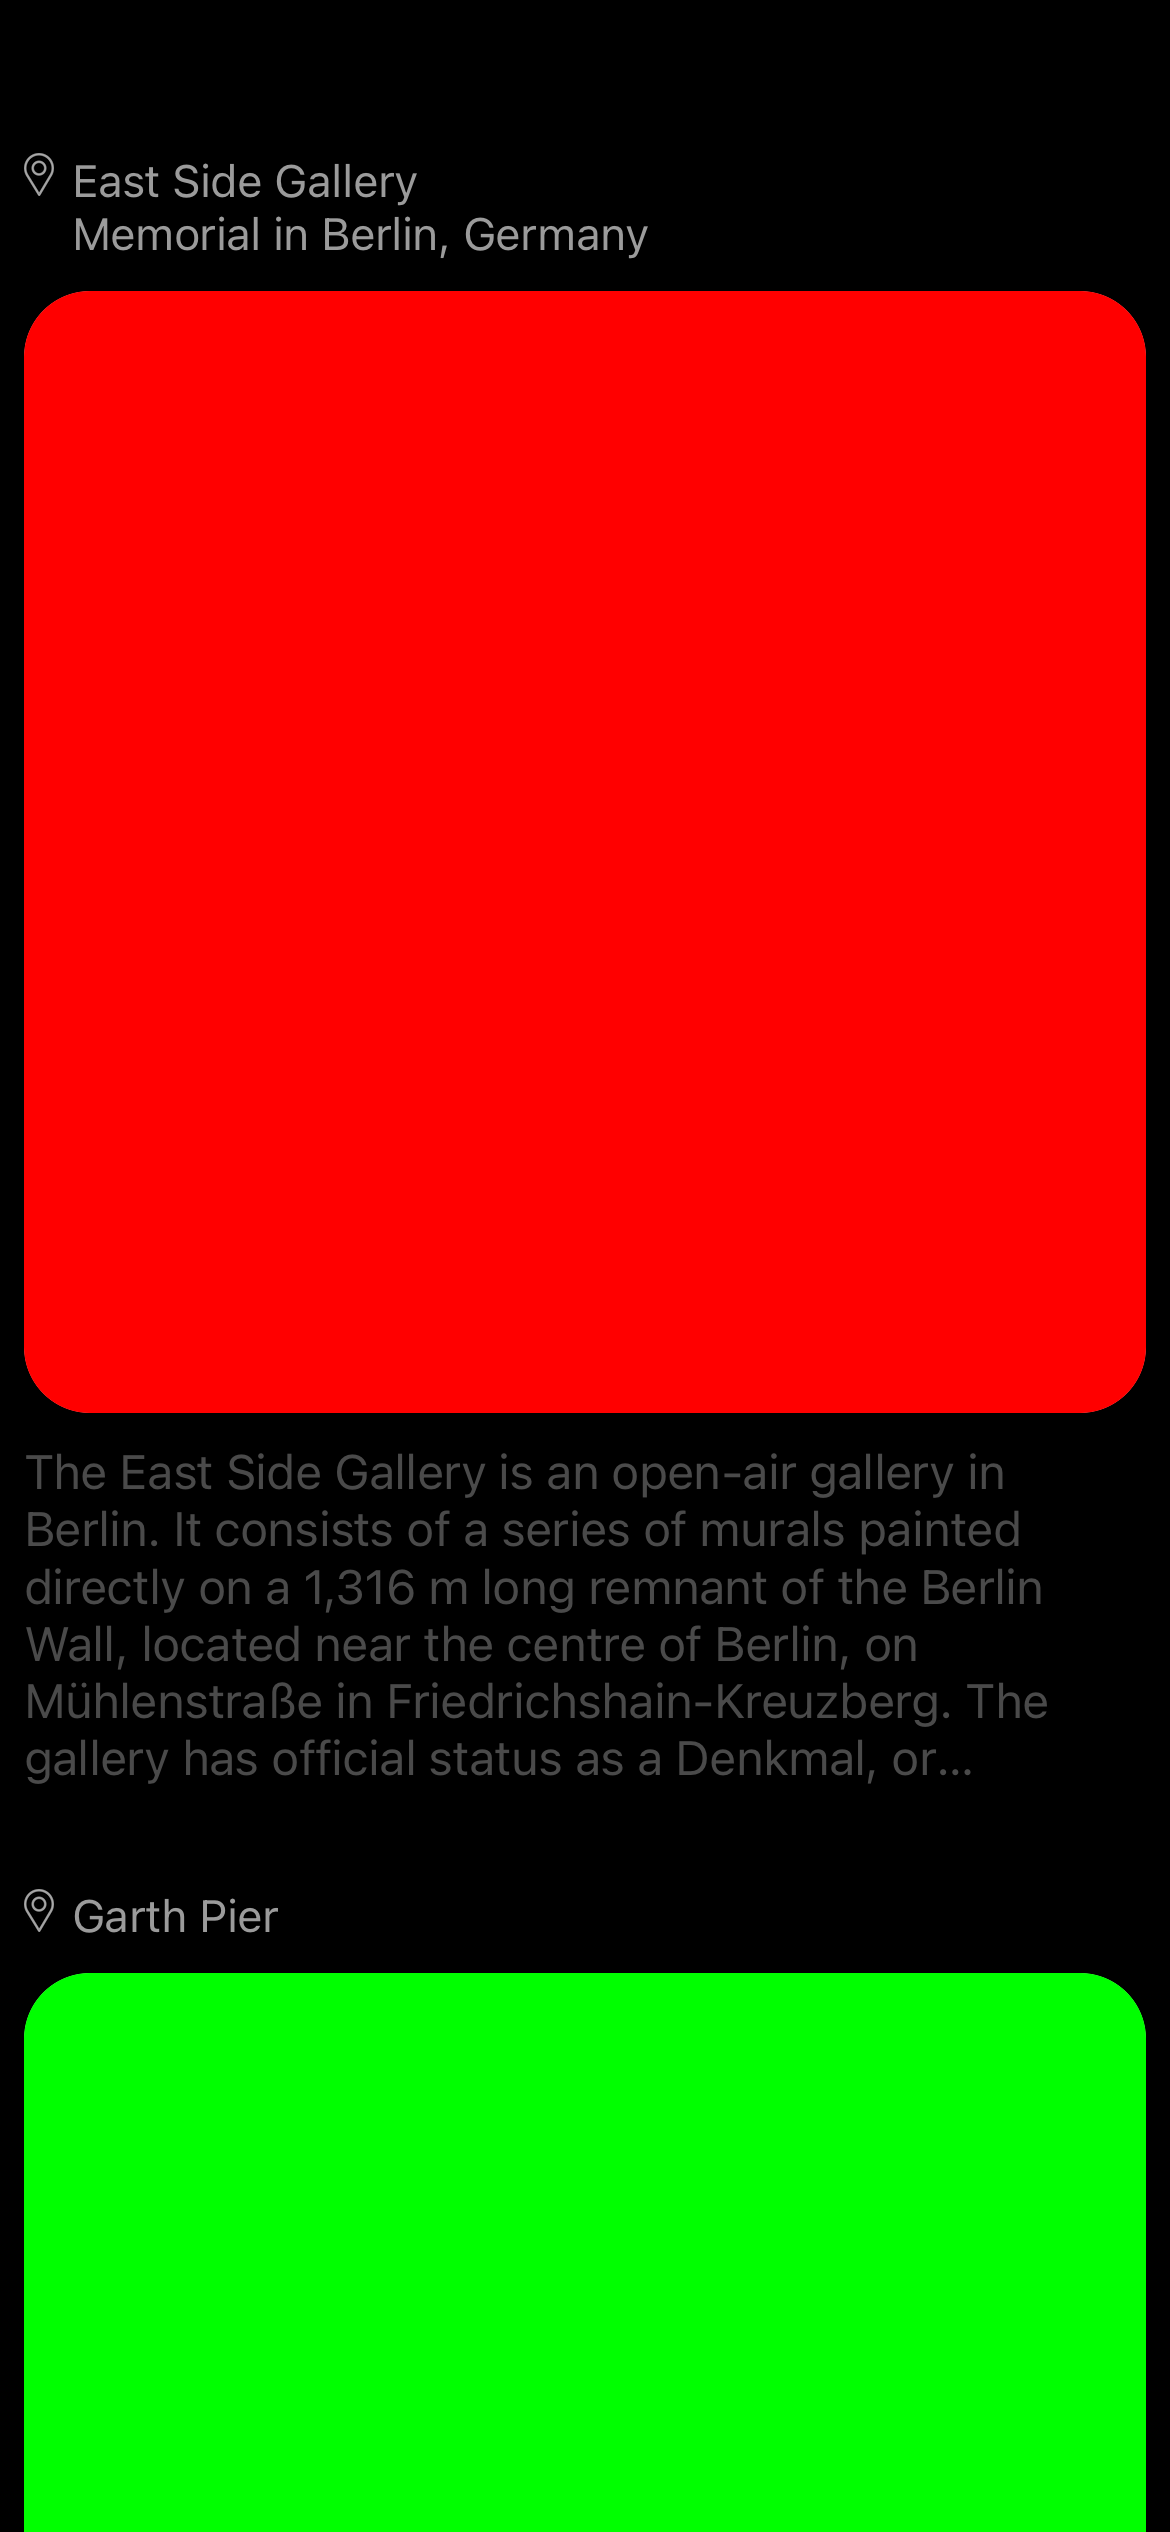 East Side Gallery
Memorial in Berlin, Germany
The East Side Gallery is an open-air gallery in
Berlin. It consists of a series of murals painted
directly on a 1,316 m long remnant of the Berlin
Wall, located near the centre of Berlin, on
Mühlenstraße in Friedrichshain-Kreuzberg. The
gallery has official status as a Denkmal, or...
Garth Pier